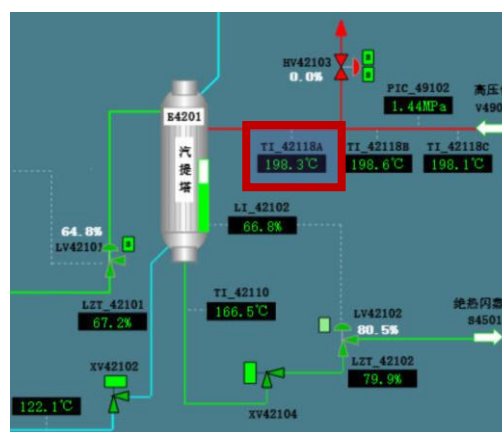 HV42103
0.0%
PIC_49102
高压
1.44MPa
V490
E4201
汽提塔
TI_42118A
TI_42118B
TI_42118C
198.3℃
198.6℃
198.1℃
LI_42102
66.8%
64.8%
LV42101
LZT_42101
67.2%
TI_42110
166.5℃
LV42102
80.5%
绝热闪蒸
S4501
LZT_42102
79.9%
XV42102
122.1℃
XV42104